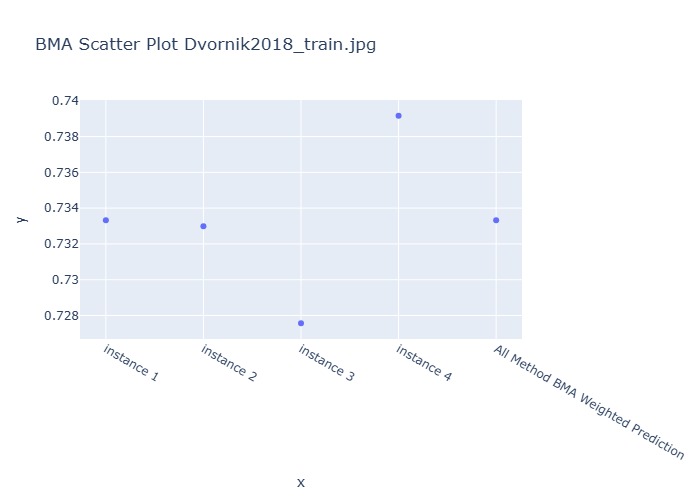 BMA Scatter Plot Dvornik2018_train.jpg
0.74
0.738
0.736
0.734
0.732
0.73
0.728
y
instance 1
instance 2
instance 3
instance 4
All Method BMA Weighted Prediction
x